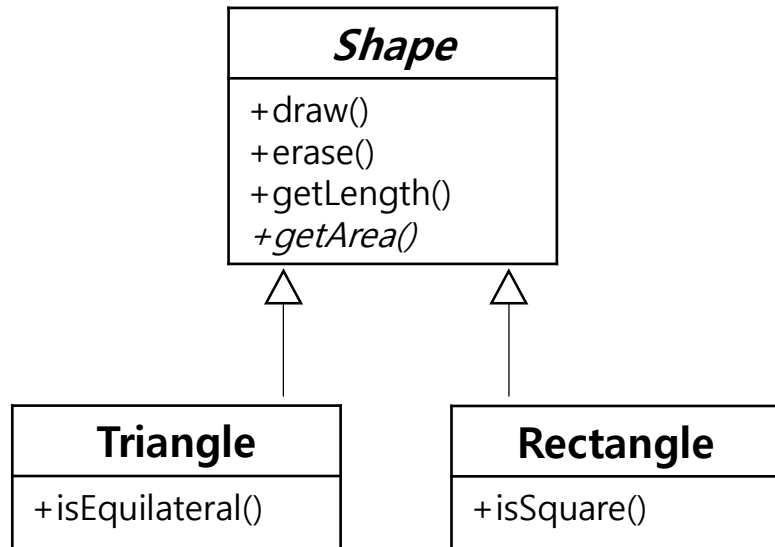 Shape
+draw()
+erase()
+getLength()
+getArea()
Triangle
+isEquilateral()
Rectangle
+isSquare()